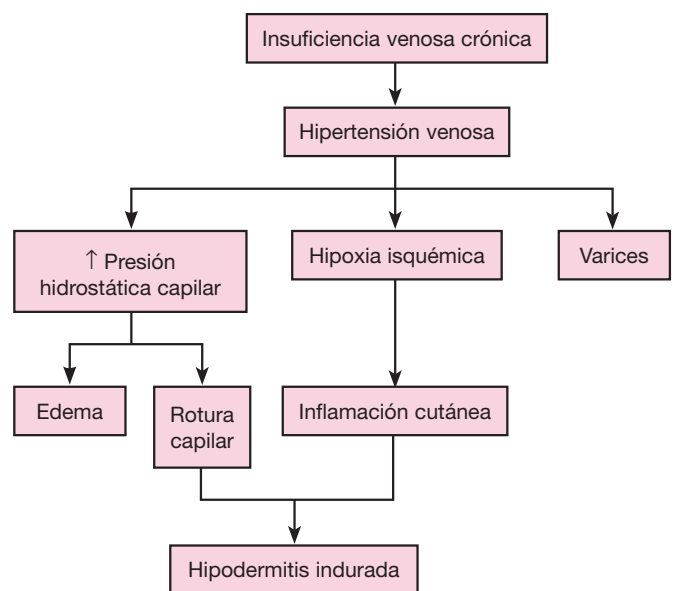 Insuficiencia venosa crónica
Hipertensión venosa
↑ Presión
hidrostática capilar
Hipoxia isquémica
Varices
Edema
Rotura
capilar
Inflamación cutánea
Hipodermitis indurada